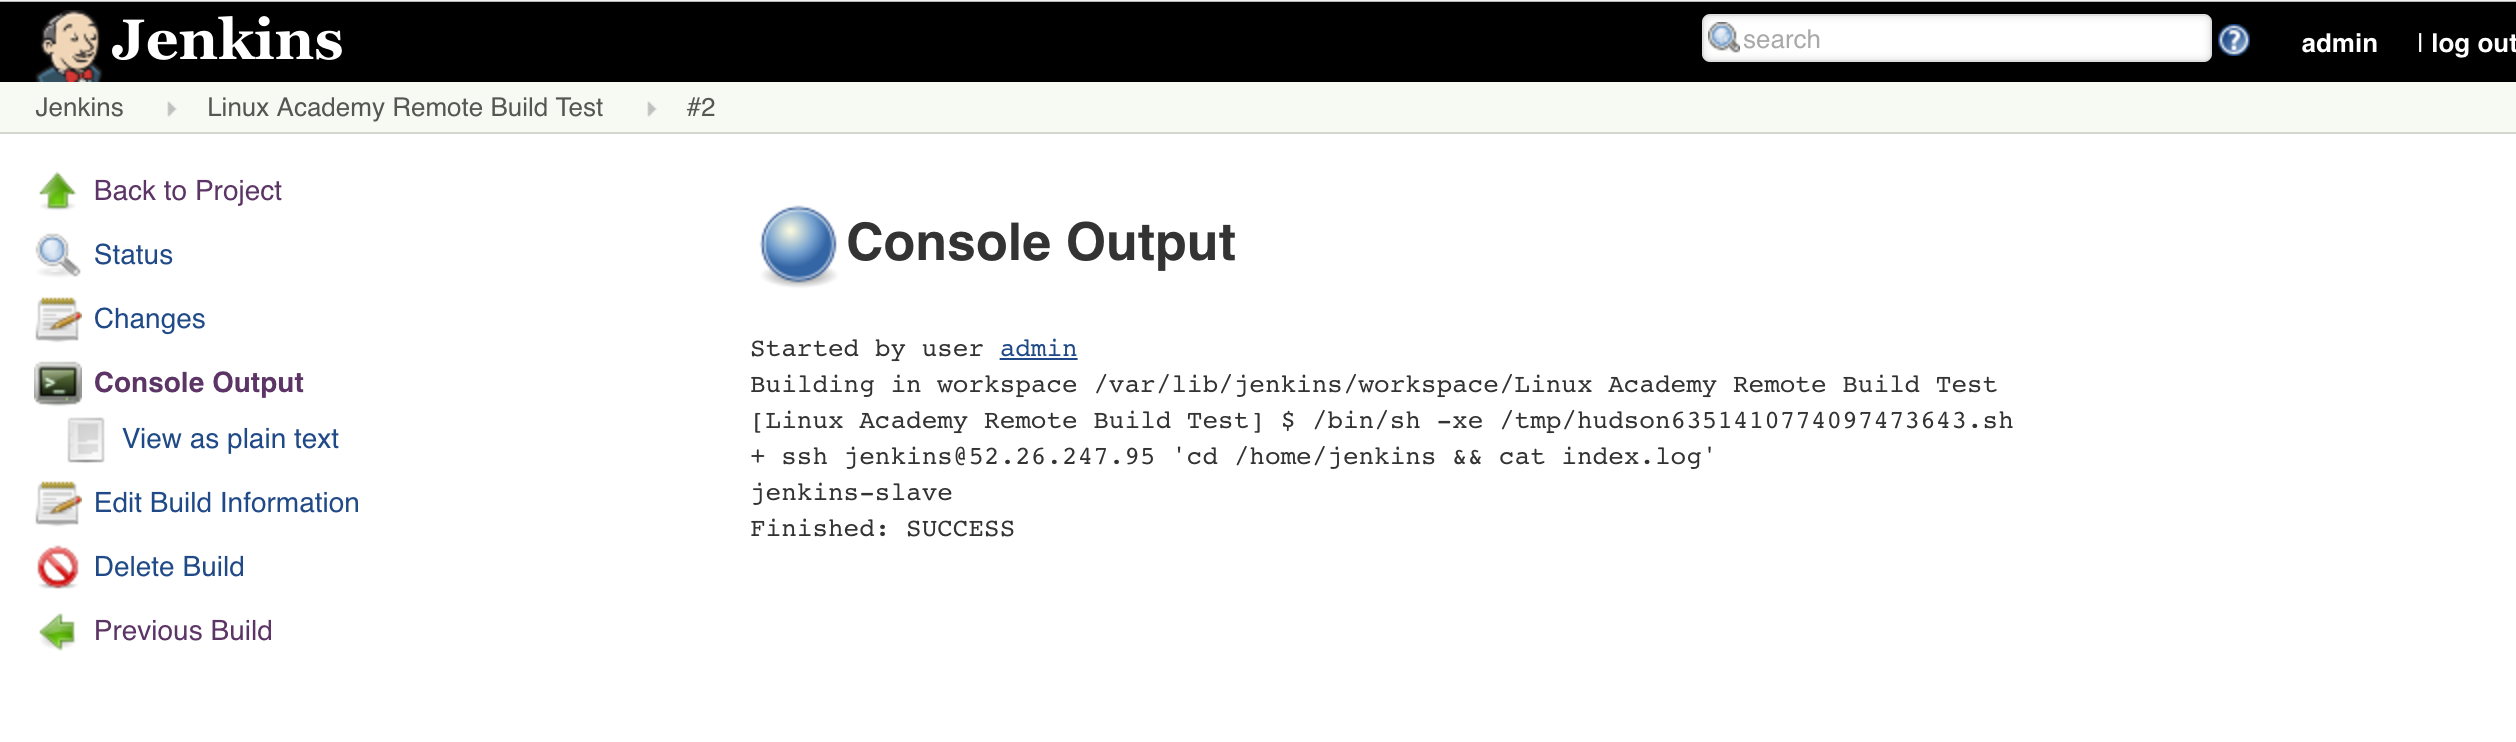 Jenkins
search
admin | log out
Jenkins Linux Academy Remote Build Test #2
Back to Project
Status
Changes
Console Output
View as plain text
Edit Build Information
Delete Build
Previous Build
Console Output
Started by user admin
Building in workspace /var/lib/jenkins/workspace/Linux Academy Remote Build Test
[Linux Academy Remote Build Test] $ /bin/sh -xe /tmp/hudson6351410774097473643.sh
+ ssh jenkins@52.26.247.95 'cd /home/jenkins && cat index.log'
jenkins-slave
Finished: SUCCESS